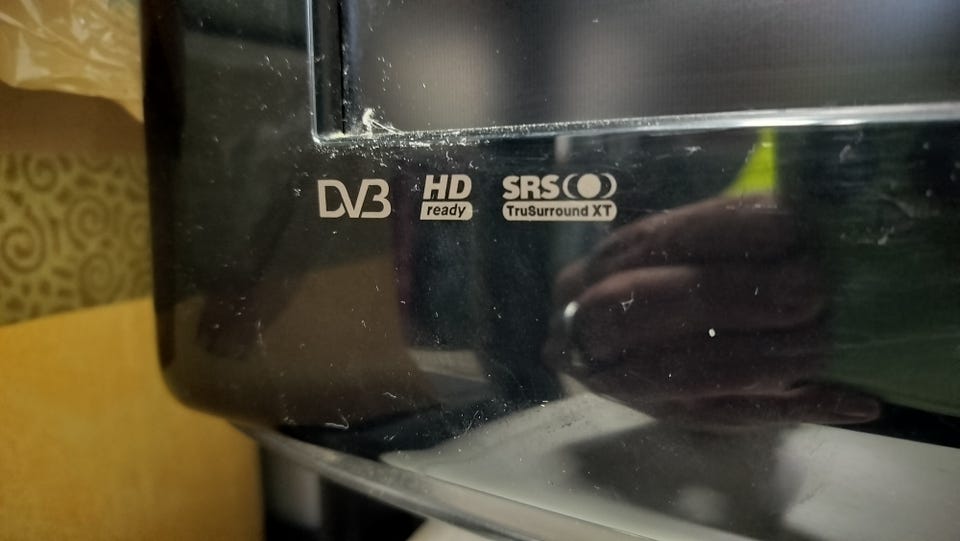 DVB
HD
ready
SRS
TruSurround XT